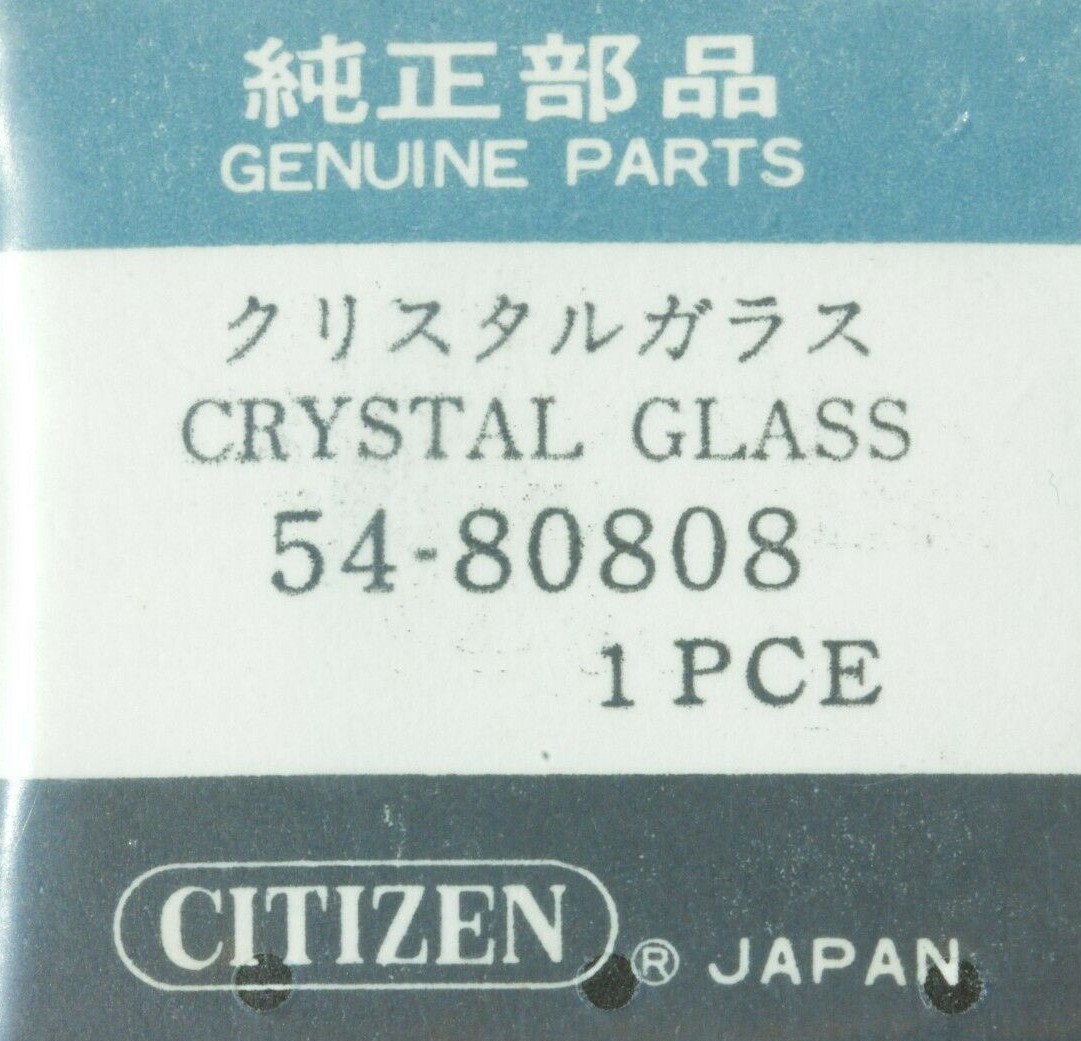 純正部品
GENUINE PARTS
クリスタルガラス
CRYSTAL GLASS
54-80808
1 PCE
CITIZEN ® JAPAN